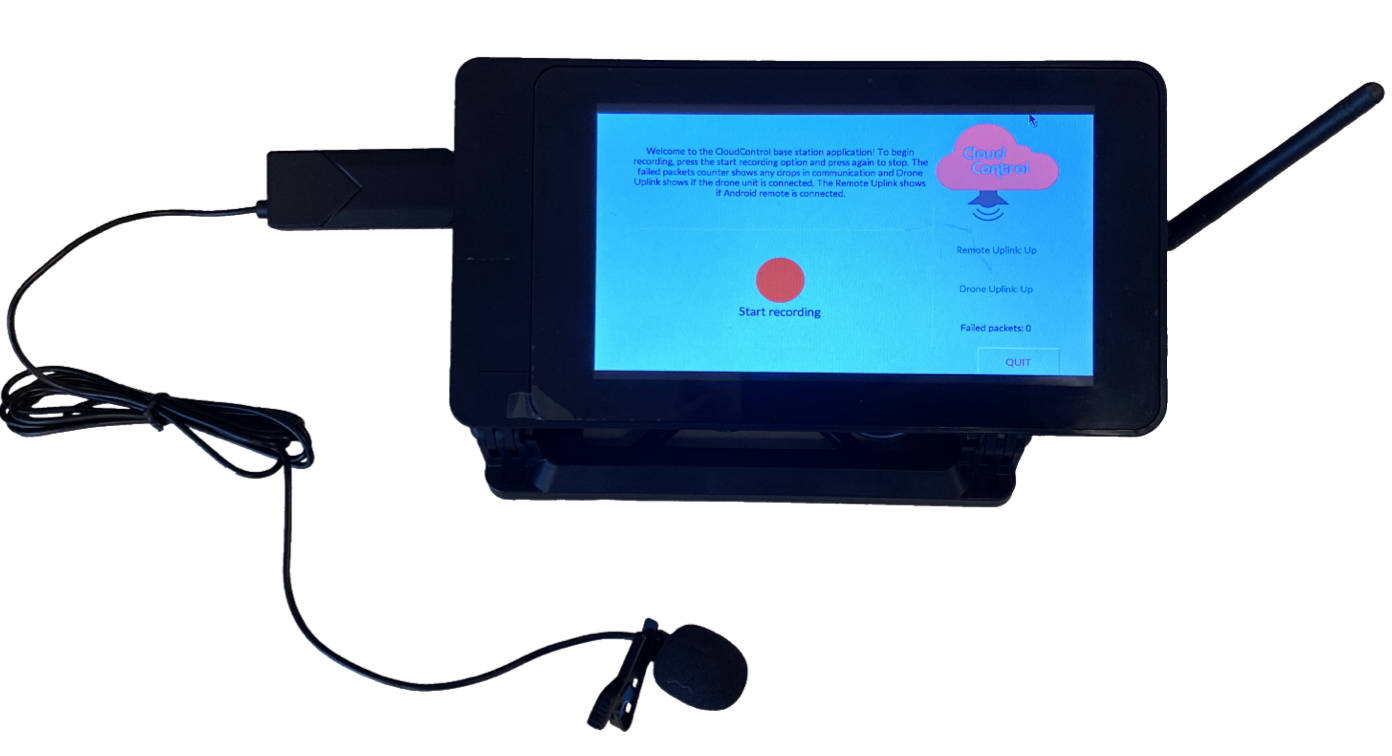 Welcome to the CloudControl base station application! To begin
recording, press the start recording option and press again to stop. The
failed packets counter shows any drops in communication and Drone
Uplink shows if the drone unit is connected. The Remote Uplink shows
if Android remote is connected.
Start recording
Cloud
Control
Remote Uplink: Up
Drone Uplink: Up
Failed packets: 0
QUIT